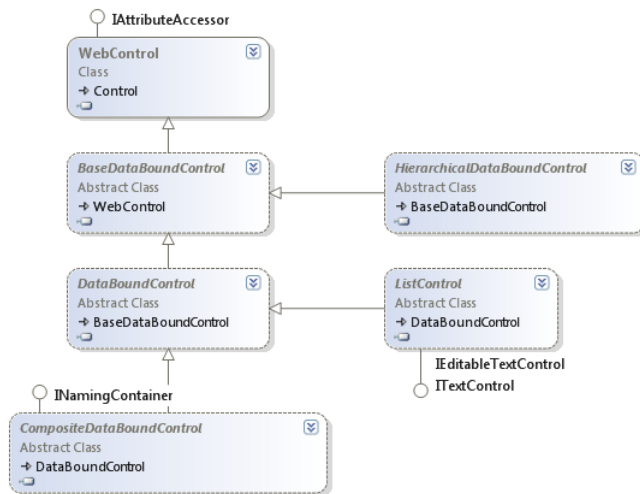 IAttributeAccessor
WebControl
Class
Control
BaseDataBoundControl
Abstract Class
WebControl
HierarchicalDataBoundControl
Abstract Class
BaseDataBoundControl
DataBoundControl
Abstract Class
BaseDataBoundControl
ListControl
Abstract Class
DataBoundControl
IEditableTextControl
ITextControl
INamingContainer
CompositeDataBoundControl
Abstract Class
DataBoundControl